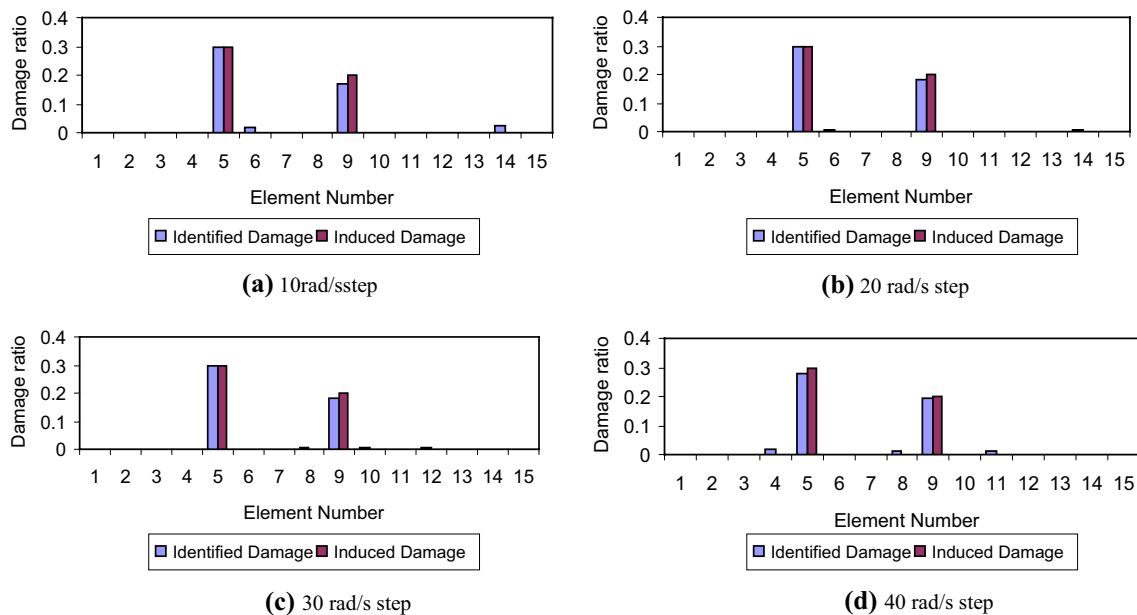 Damage ratio
0.4
0.3
0.2
0.1
0
1 2 3 4 5 6 7 8 9 10 11 12 13 14 15
Element Number
Identified Damage Induced Damage
(a) 10rad/sstep
Damage ratio
0.4
0.3
0.2
0.1
0
1 2 3 4 5 6 7 8 9 10 11 12 13 14 15
Element Number
Identified Damage Induced Damage
(b) 20 rad/s step
Damage ratio
0.4
0.3
0.2
0.1
0
1 2 3 4 5 6 7 8 9 10 11 12 13 14 15
Element Number
Identified Damage Induced Damage
(c) 30 rad/s step
Damage ratio
0.4
0.3
0.2
0.1
0
1 2 3 4 5 6 7 8 9 10 11 12 13 14 15
Element Number
Identified Damage Induced Damage
(d) 40 rad/s step